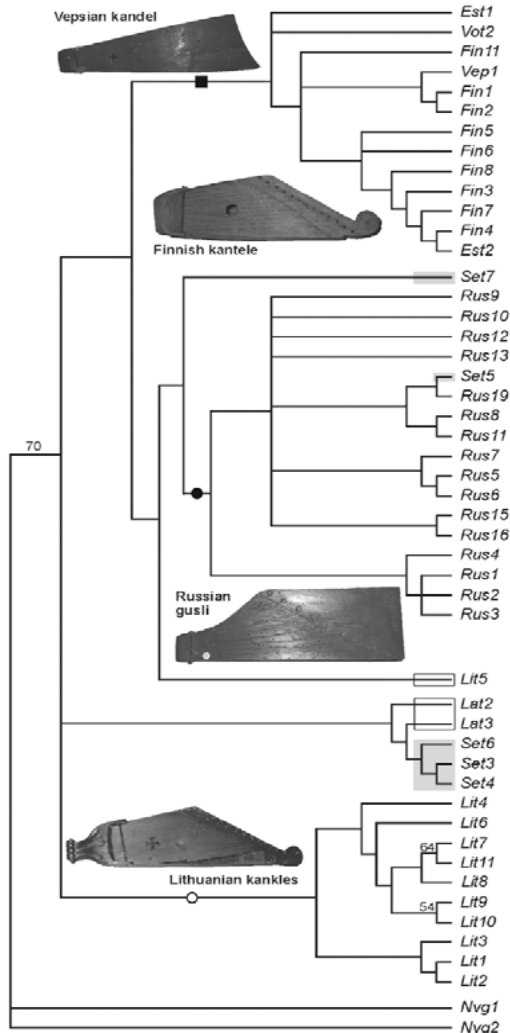 Est1
Vepsian kandel
Vot2
Fin11
Vep1
Fin1
Fin2
Fin5
Fin6
Fin8
Fin3
Fin7
Fin4
Finnish kantele
Est2
Set7
Rus9
Rus10
Rus12
Rus13
Set5
Rus19
Rus8
Rus11
70
Rus7
Rus5
Rus6
Rus15
Rus16
Rus4
Rus1
Russian
gusli
Rus2
Rus3
Lit5
Lat2
Lat3
Set6
Set3
Set4
Lit4
Lit6
64
Lit7
Lit11
Lithuanian kankles
Lit8
54
Lit9
Lit10
Lit3
Lit1
Lit2
Nvg1
Nvg2